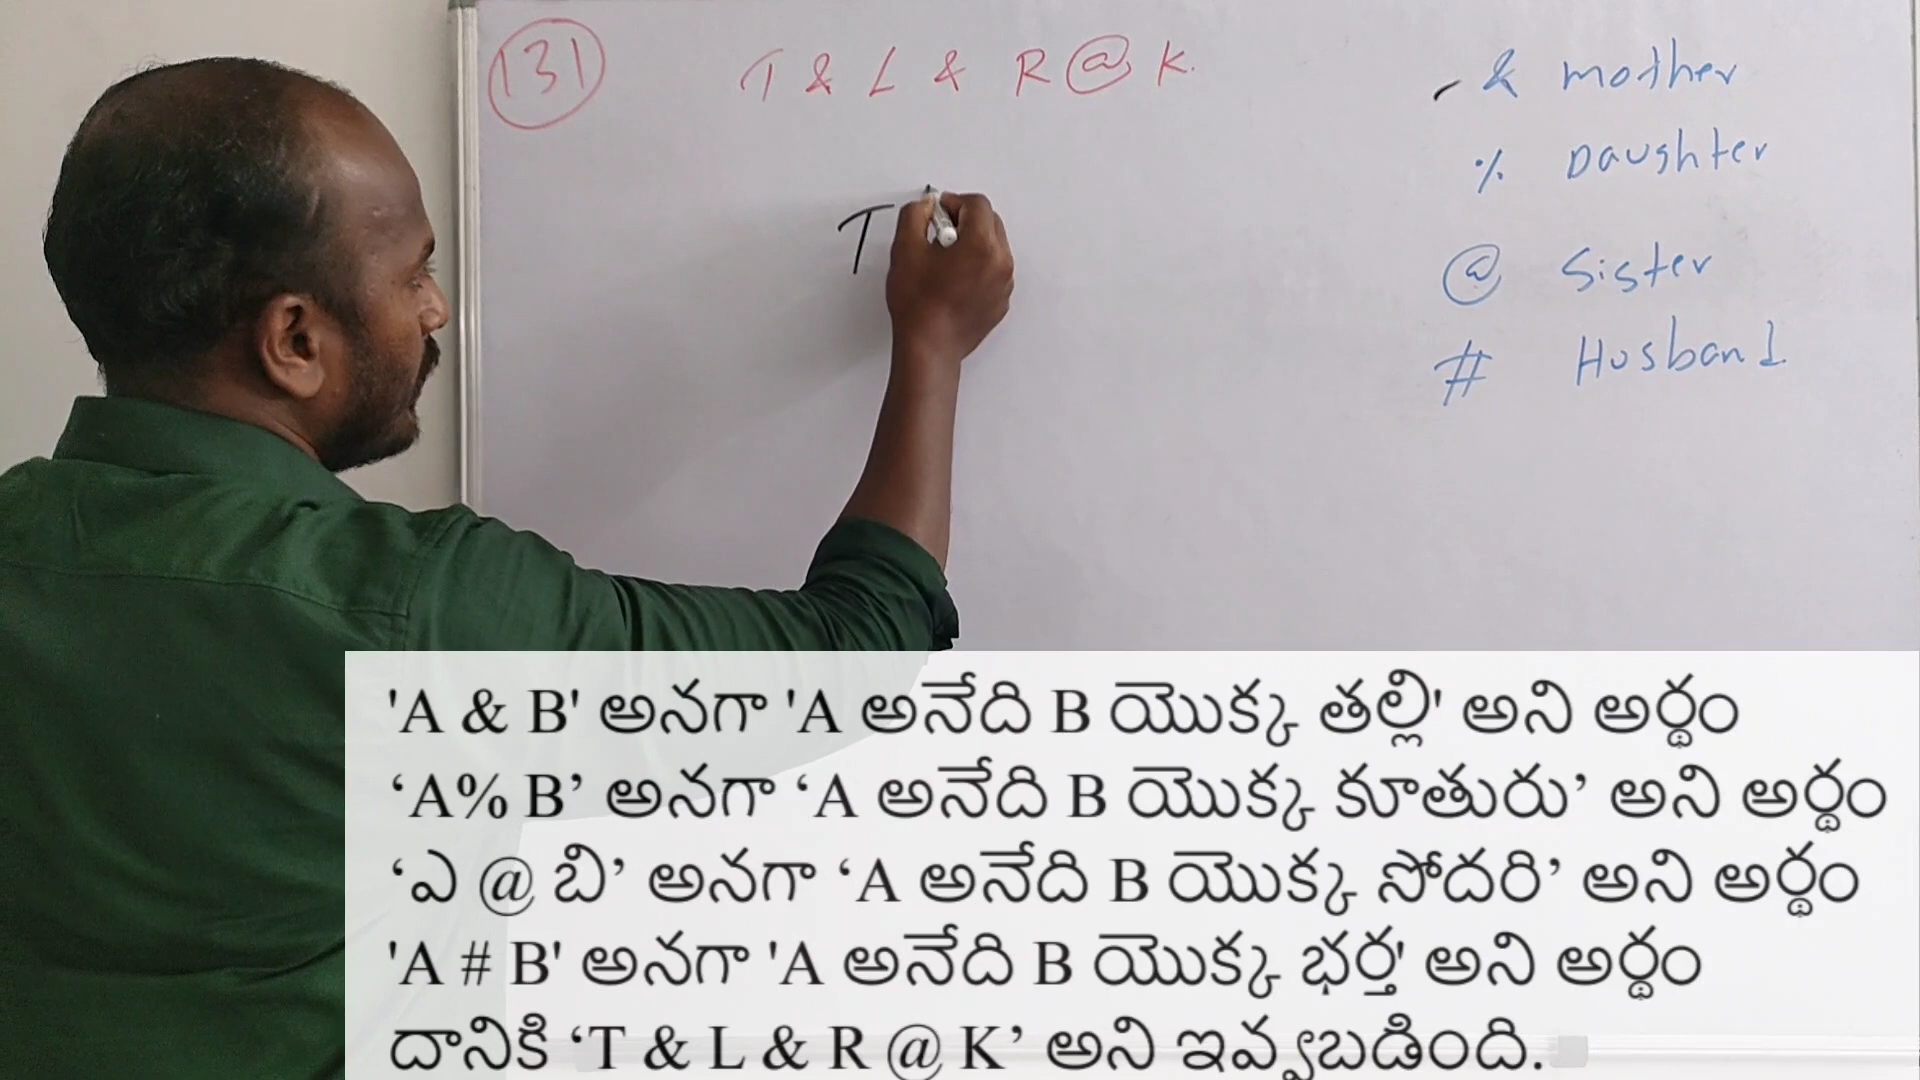 131 T & L & R @ K.
& mother
% Daughter
@ Sister
# Husband
T
'A & B' అనగా 'A అనేది B యొక్క తల్లి' అని అర్థం
‘A% B’ అనగా ‘A అనేది B యొక్క కూతురు’ అని అర్థం
‘ఎ @ బి’ అనగా ‘A అనేది B యొక్క సోదరి’ అని అర్థం
'A # B' అనగా 'A అనేది B యొక్క భర్త' అని అర్థం
దానికి ‘T & L & R @ K’ అని ఇవ్వబడింది.